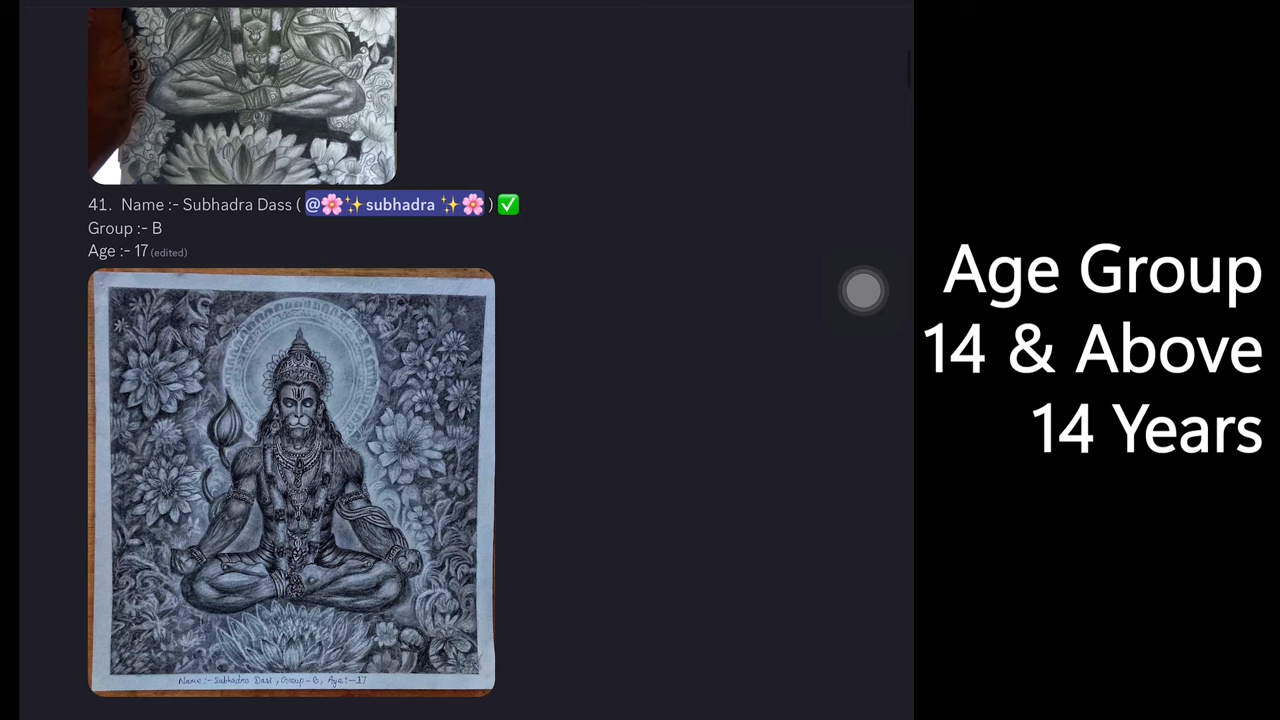 41. Name :- Subhadra Dass ( @🌸✨subhadra ✨🌸 ) ✅
Group :- B
Age :- 17 (edited)
Name :- Subhadra Dass , Group-B, Age:-17
Age Group
14 & Above
14 Years